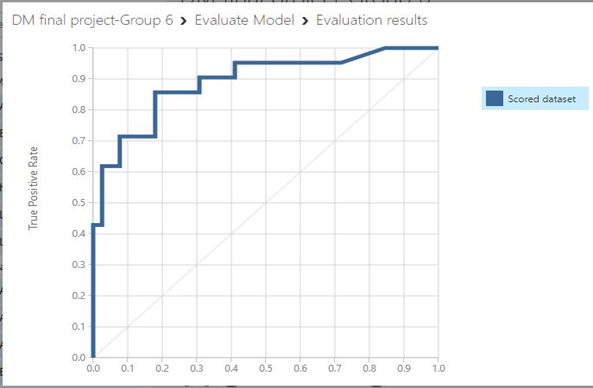 DM final project-Group 6 › Evaluate Model › Evaluation results
1.0
0.9
0.8
0.7
0.6
0.5
0.4
0.3
0.2
0.1
0.0
True Positive Rate
0.0 0.1 0.2 0.3 0.4 0.5 0.6 0.7 0.8 0.9 1.0
Scored dataset